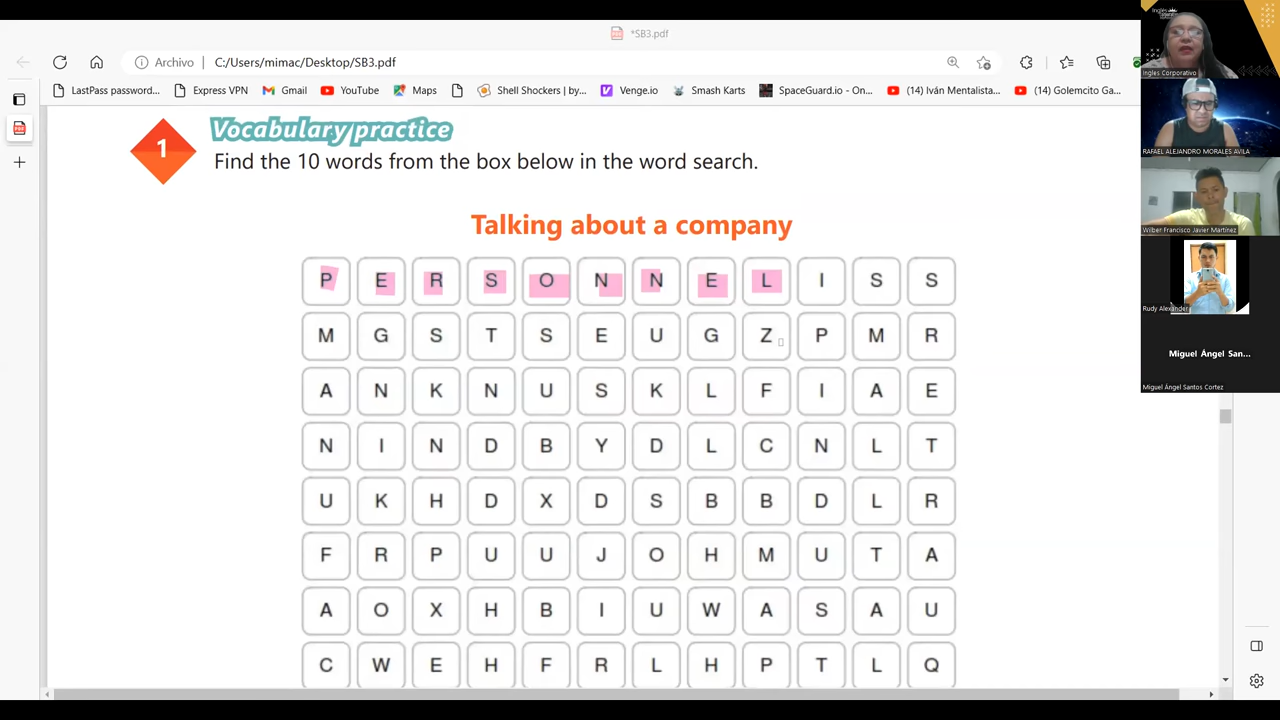 *SB3.pdf
Archivo C:/Users/mimac/Desktop/SB3.pdf
LastPass password... Express VPN Gmail YouTube Maps Shell Shockers | by... Venge.io Smash Karts SpaceGuard.io - On... (14) Iván Mentalista... (14) Golemcito Ga...
1
Vocabulary practice
Find the 10 words from the box below in the word search.
Talking about a company
P E R S O N N E L I S S
M G S T S E U G Z P M R
A N K N U S K L F I A E
N I N D B Y D L C N L T
U K H D X D S B B D L R
F R P U U J O H M U T A
A O X H B I U W A S A U
C W E H F R L H P T L Q
Inglés
Inglés Corporativo
RAFAEL ALEJANDRO MORALES AVILA
Wilber Francisco Javier Martínez
Rudy Alexander
Miguel Ángel San...
Miguel Ángel Santos Cortez